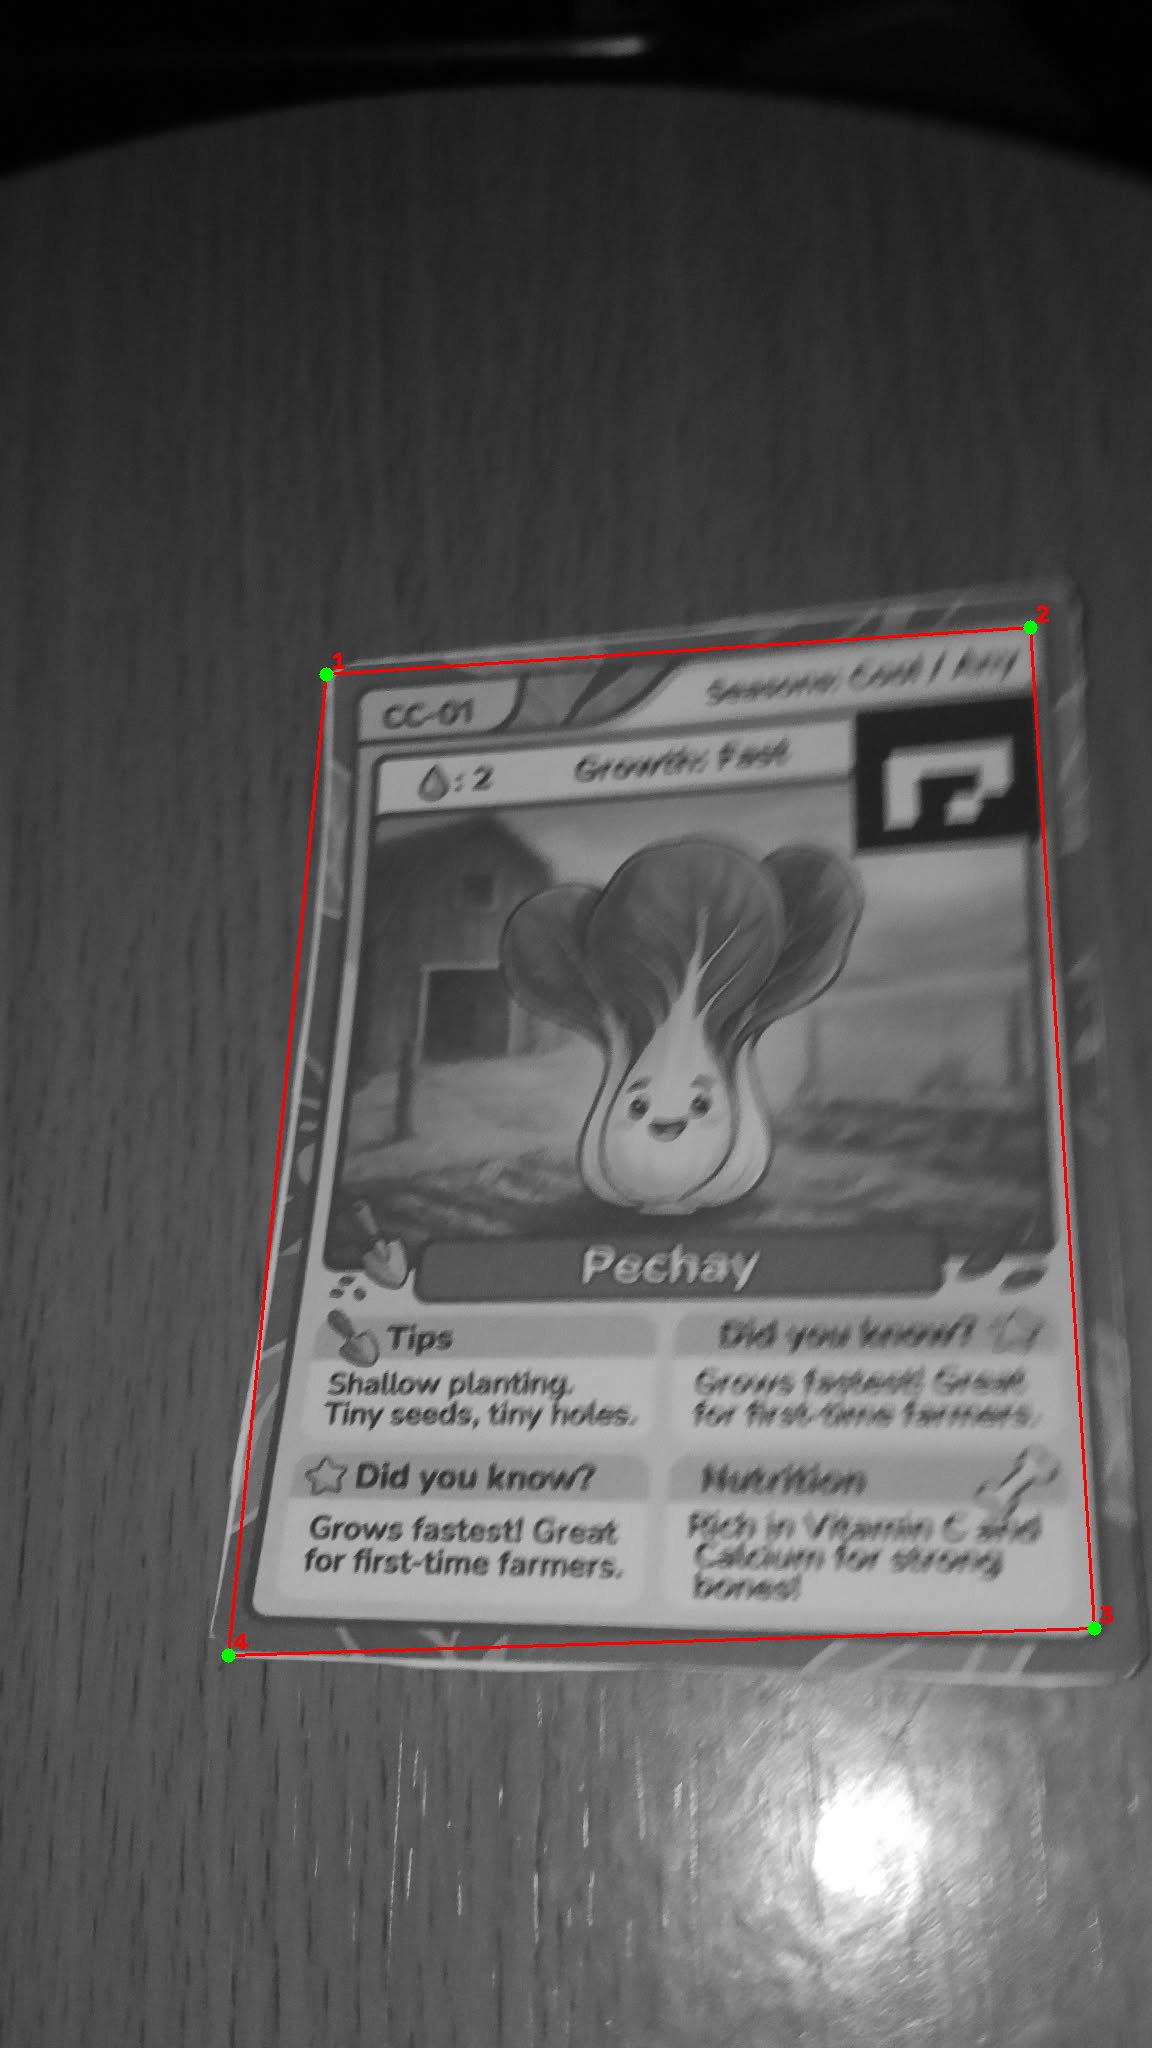 1
2
CC-01
Seasons: Cool / Any
: 2
Growth: Fast
Pechay
Tips
Shallow planting.
Tiny seeds, tiny holes.
Did you know?
Grows fastest! Great
for first-time farmers.
Did you know?
Grows fastest! Great
for first-time farmers.
Nutrition
Rich in Vitamin C and
Calcium for strong
bones!
3
4